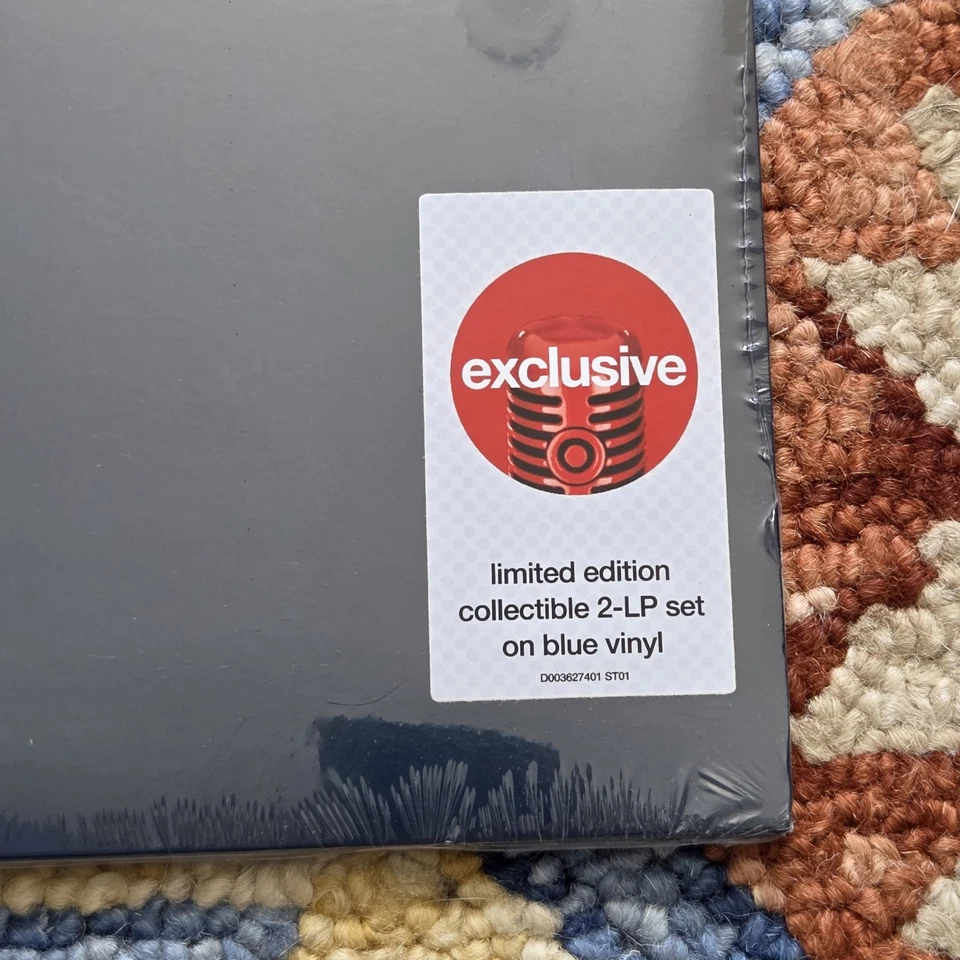 exclusive
limited edition
collectible 2-LP set
on blue vinyl
D003627401 ST01